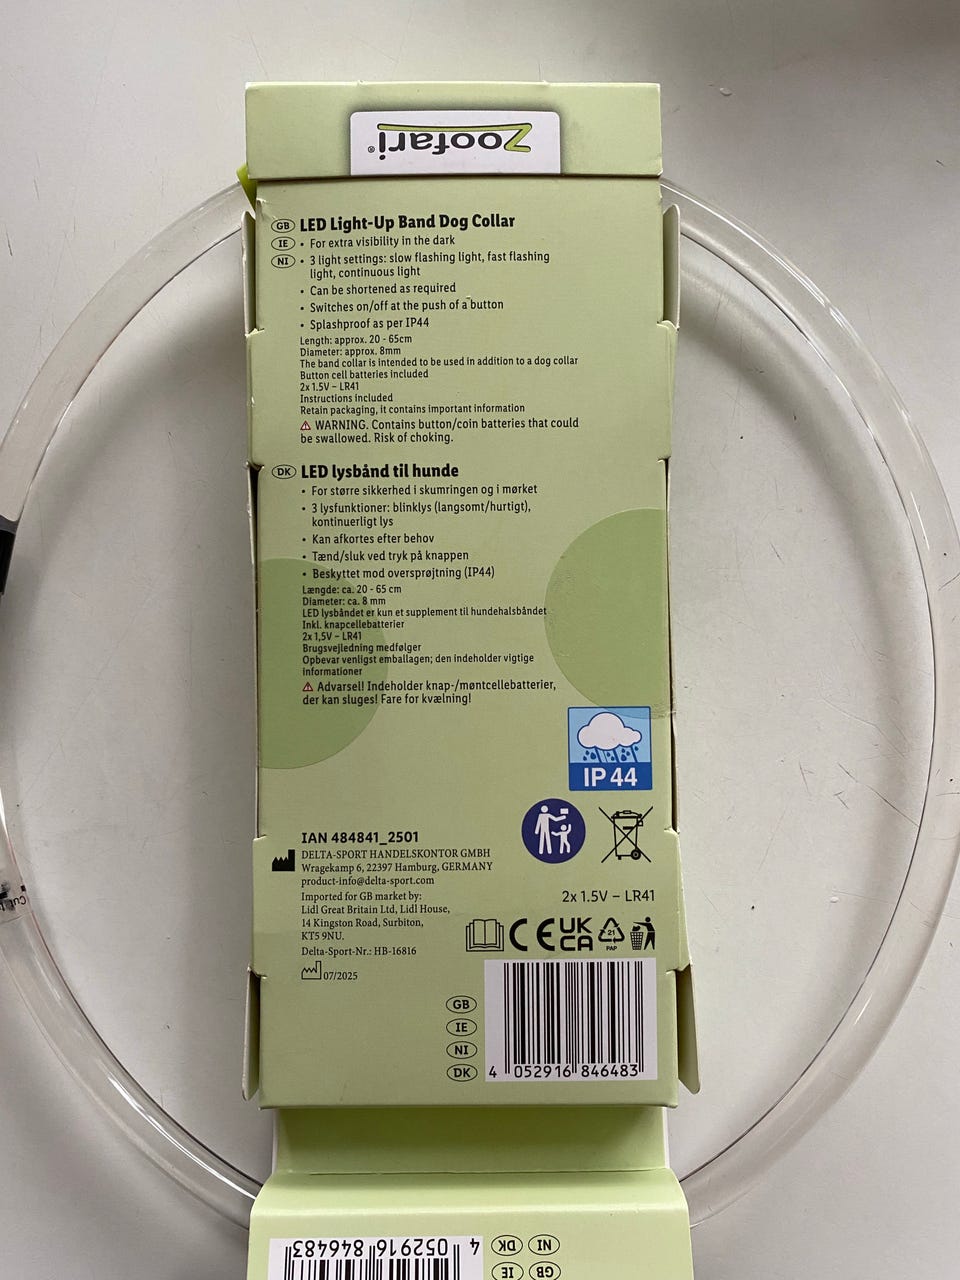 Zoofari®
GB LED Light-Up Band Dog Collar
IE • For extra visibility in the dark
NI • 3 light settings: slow flashing light, fast flashing
light, continuous light
• Can be shortened as required
• Switches on/off at the push of a button
• Splashproof as per IP44
Length: approx. 20 - 65cm
Diameter: approx. 8mm
The band collar is intended to be used in addition to a dog collar
Button cell batteries included
2x 1.5V – LR41
Instructions included
Retain packaging, it contains important information
⚠ WARNING. Contains button/coin batteries that could
be swallowed. Risk of choking.
DK LED lysbånd til hunde
• For større sikkerhed i skumringen og i mørket
• 3 lysfunktioner: blinklys (langsomt/hurtigt),
kontinuerligt lys
• Kan afkortes efter behov
• Tænd/sluk ved tryk på knappen
• Beskyttet mod oversprøjtning (IP44)
Længde: ca. 20 - 65 cm
Diameter: ca. 8 mm
LED lysbåndet er kun et supplement til hundehalsbåndet
Inkl. knapcellebatterier
2x 1,5V – LR41
Brugsvejledning medfølger
Opbevar venligst emballagen; den indeholder vigtige
informationer
⚠ Advarsel! Indeholder knap-/møntcellebatterier,
der kan sluges! Fare for kvælning!
IP 44
IAN 484841_2501
DELTA-SPORT HANDELSKONTOR GMBH
Wragekamp 6, 22397 Hamburg, GERMANY
product-info@delta-sport.com
Imported for GB market by:
Lidl Great Britain Ltd, Lidl House,
14 Kingston Road, Surbiton,
KT5 9NU.
Delta-Sport-Nr.: HB-16816
07/2025
2x 1.5V – LR41
CE UK
CA
21
PAP
GB
IE
NI
DK
4 052916 846483
4 052916 846483
NI DK
GB IE